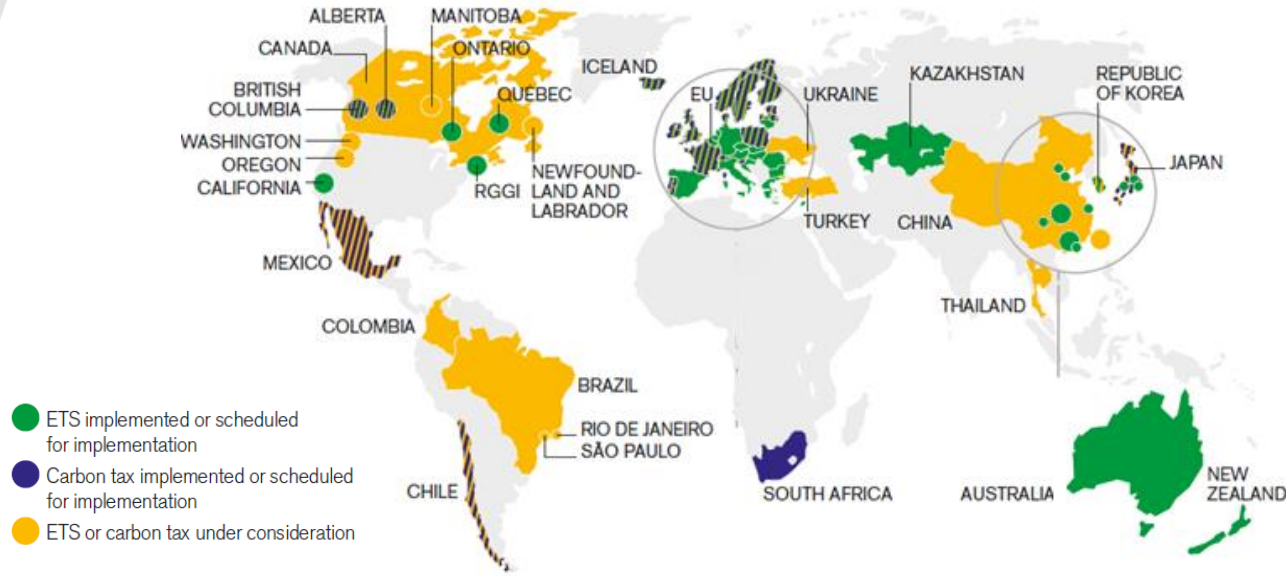 ALBERTA
MANITOBA
CANADA
ONTARIO
BRITISH
COLUMBIA
QUÉBEC
WASHINGTON
OREGON
CALIFORNIA
RGGI
NEWFOUND-
LAND AND
LABRADOR
MEXICO
ICELAND
EU
UKRAINE
KAZAKHSTAN
REPUBLIC
OF KOREA
JAPAN
TURKEY
CHINA
THAILAND
COLOMBIA
BRAZIL
RIO DE JANEIRO
SÃO PAULO
CHILE
SOUTH AFRICA
AUSTRALIA
NEW
ZEALAND
ETS implemented or scheduled
for implementation
Carbon tax implemented or scheduled
for implementation
ETS or carbon tax under consideration